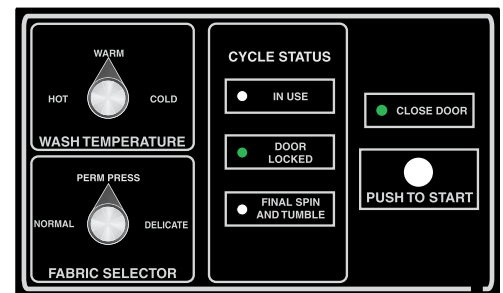 WARM
HOT
COLD
WASH TEMPERATURE
PERM PRESS
NORMAL
DELICATE
FABRIC SELECTOR
CYCLE STATUS
IN USE
DOOR
LOCKED
FINAL SPIN
AND TUMBLE
CLOSE DOOR
PUSH TO START